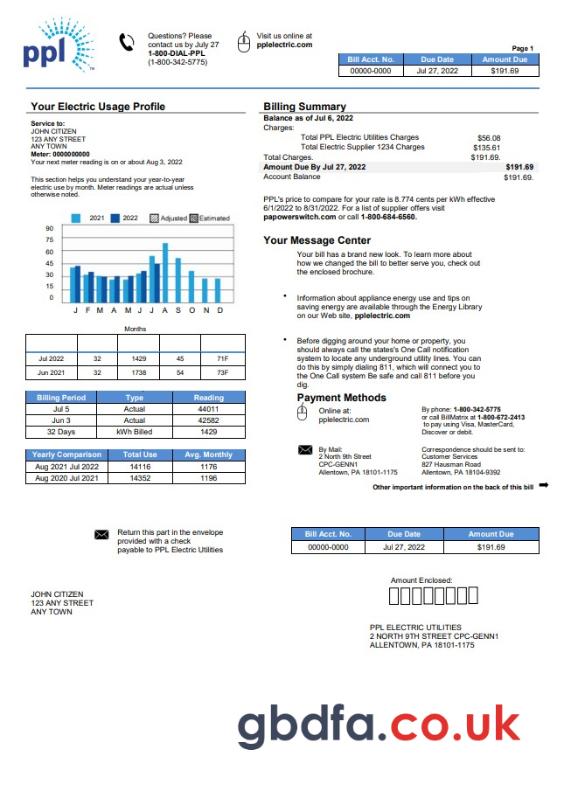 ppl
TM
Questions? Please
contact us by July 27
1-800-DIAL-PPL
(1-800-342-5775)
Visit us online at
pplelectric.com
Page 1
Bill Acct. No. Due Date Amount Due
00000-0000 Jul 27, 2022 $191.69
Your Electric Usage Profile
Service to:
JOHN CITIZEN
123 ANY STREET
ANY TOWN
Meter: 0000000000
Your next meter reading is on or about Aug 3, 2022
This section helps you understand your year-to-year
electric use by month. Meter readings are actual unless
otherwise noted.
2021 2022 Adjusted Estimated
90
75
60
45
30
15
0
J F M A M J J A S O N D
Months
Jul 2022 32 1429 45 71F
Jun 2021 32 1738 54 73F
Billing Period Type Reading
Jul 5 Actual 44011
Jun 3 Actual 42582
32 Days kWh Billed 1429
Yearly Comparison Total Use Avg. Monthly
Aug 2021 Jul 2022 14116 1176
Aug 2020 Jul 2021 14352 1196
Billing Summary
Balance as of Jul 6, 2022
Charges:
Total PPL Electric Utilities Charges $56.08
Total Electric Supplier 1234 Charges $135.61
Total Charges. $191.69.
Amount Due By Jul 27, 2022 $191.69
Account Balance $191.69.
PPL's price to compare for your rate is 8.774 cents per kWh effective
6/1/2022 to 8/31/2022. For a list of supplier offers visit
papowerswitch.com or call 1-800-684-6560.
Your Message Center
Your bill has a brand new look. To learn more about
how we changed the bill to better serve you, check out
the enclosed brochure.
• Information about appliance energy use and tips on
saving energy are available through the Energy Library
on our Web site, pplelectric.com
• Before digging around your home or property, you
should always call the states's One Call notification
system to locate any underground utility lines. You can
do this by simply dialing 811, which will connect you to
the One Call system Be safe and call 811 before you
dig.
Payment Methods
Online at:
pplelectric.com
By phone: 1-800-342-5775
or call BillMatrix at 1-800-672-2413
to pay using Visa, MasterCard,
Discover or debit.
By Mail:
2 North 9th Street
CPC-GENN1
Allentown, PA 18101-1175
Correspondence should be sent to:
Customer Services
827 Hausman Road
Allentown, PA 18104-9392
Other important information on the back of this bill
Return this part in the envelope
provided with a check
payable to PPL Electric Utilities
Bill Acct. No. Due Date Amount Due
00000-0000 Jul 27, 2022 $191.69
Amount Enclosed:
JOHN CITIZEN
123 ANY STREET
ANY TOWN
PPL ELECTRIC UTILITIES
2 NORTH 9TH STREET CPC-GENN1
ALLENTOWN, PA 18101-1175
gbdfa.co.uk